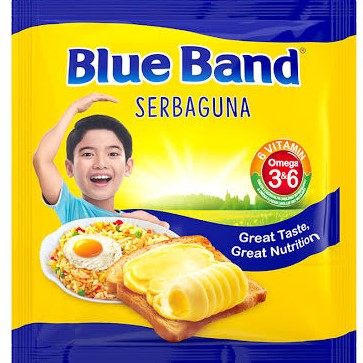 Blue Band®
SERBAGUNA
6 VITAMIN
Omega
3&6
Great Taste,
Great Nutrition